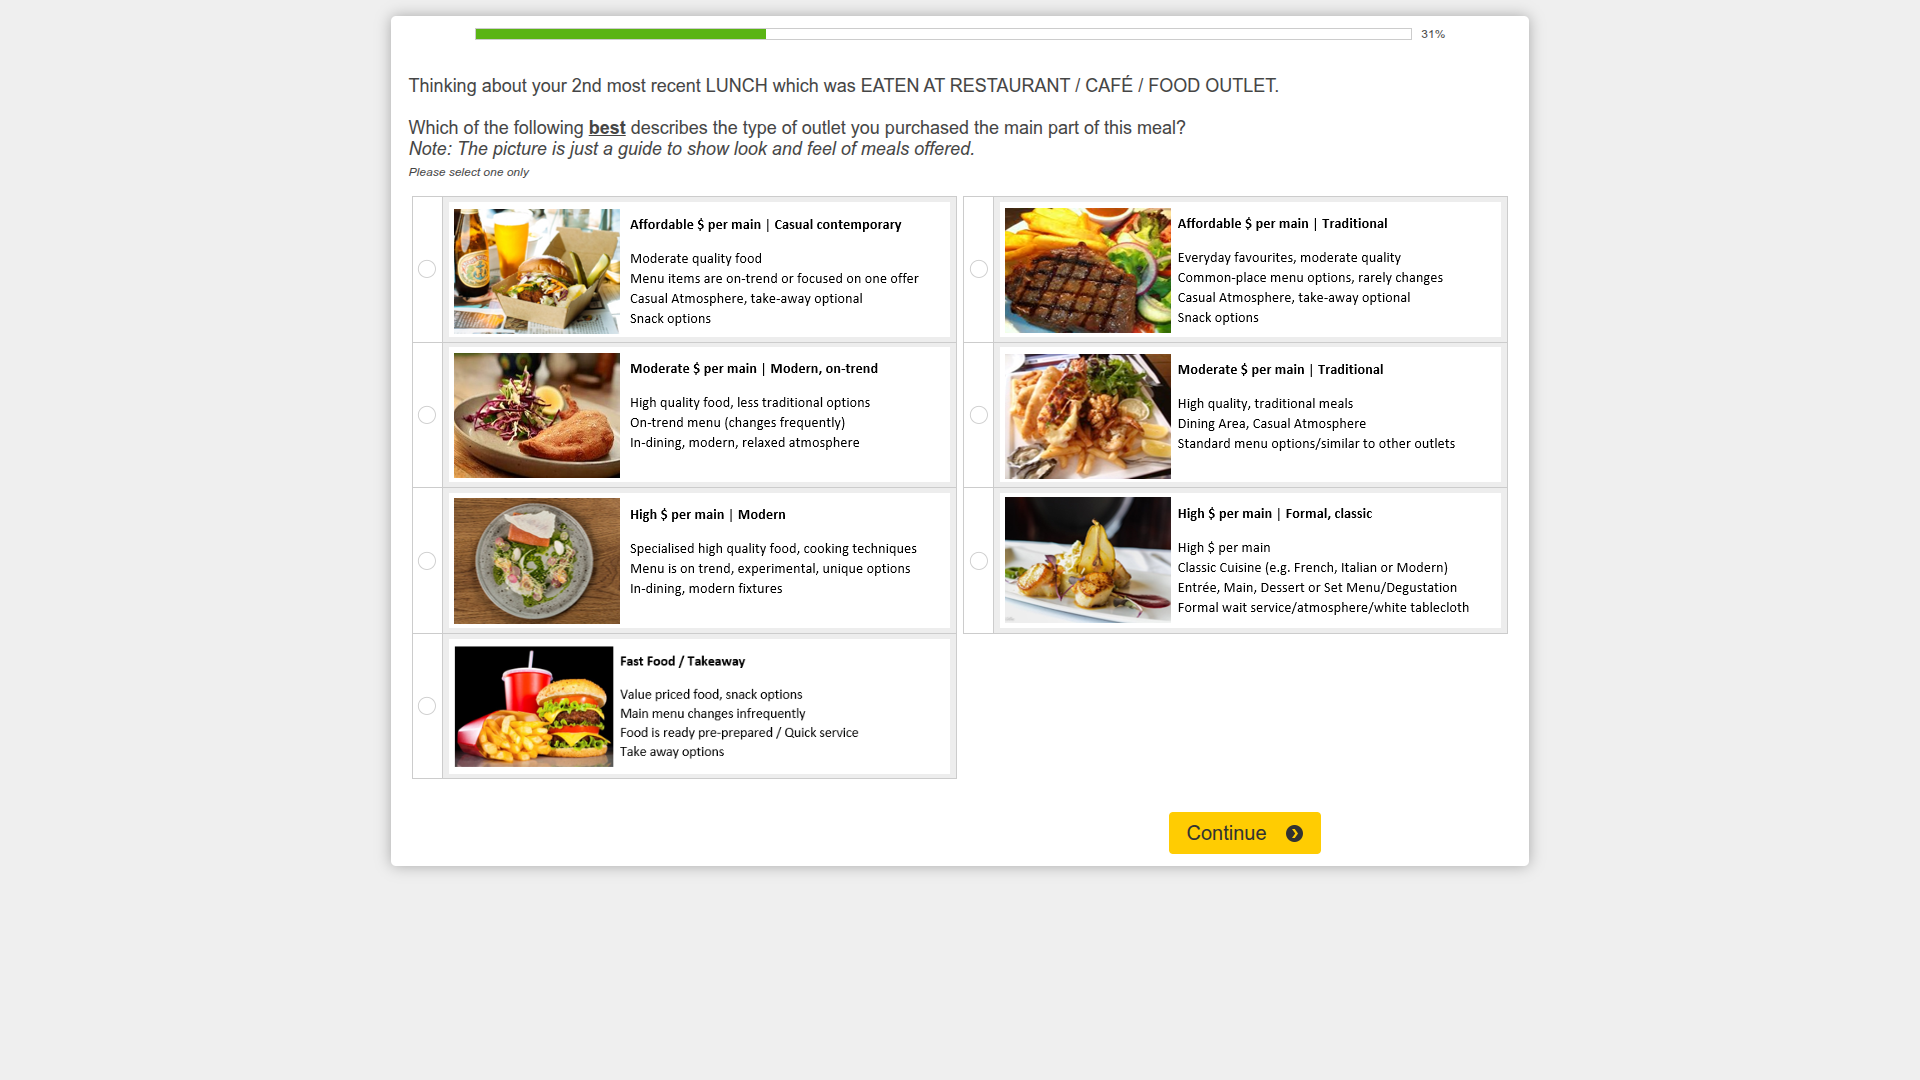 31%
Thinking about your 2nd most recent LUNCH which was EATEN AT RESTAURANT / CAFÉ / FOOD OUTLET.
Which of the following best describes the type of outlet you purchased the main part of this meal?
Note: The picture is just a guide to show look and feel of meals offered.
Please select one only
Affordable $ per main | Casual contemporary
Moderate quality food
Menu items are on-trend or focused on one offer
Casual Atmosphere, take-away optional
Snack options
Affordable $ per main | Traditional
Everyday favourites, moderate quality
Common-place menu options, rarely changes
Casual Atmosphere, take-away optional
Snack options
Moderate $ per main | Modern, on-trend
High quality food, less traditional options
On-trend menu (changes frequently)
In-dining, modern, relaxed atmosphere
Moderate $ per main | Traditional
High quality, traditional meals
Dining Area, Casual Atmosphere
Standard menu options/similar to other outlets
High $ per main | Modern
Specialised high quality food, cooking techniques
Menu is on trend, experimental, unique options
In-dining, modern fixtures
High $ per main | Formal, classic
High $ per main
Classic Cuisine (e.g. French, Italian or Modern)
Entrée, Main, Dessert or Set Menu/Degustation
Formal wait service/atmosphere/white tablecloth
Fast Food / Takeaway
Value priced food, snack options
Main menu changes infrequently
Food is ready pre-prepared / Quick service
Take away options
Continue